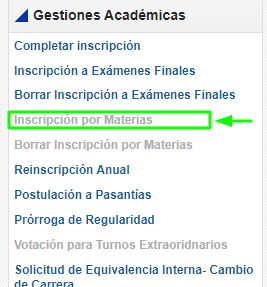 Gestiones Académicas
Completar inscripción
Inscripción a Exámenes Finales
Borrar Inscripción a Exámenes Finales
Inscripción por Materias
Borrar Inscripción por Materias
Reinscripción Anual
Postulación a Pasantías
Prórroga de Regularidad
Votación para Turnos Extraoridnarios
Solicitud de Equivalencia Interna- Cambio
de Carrera